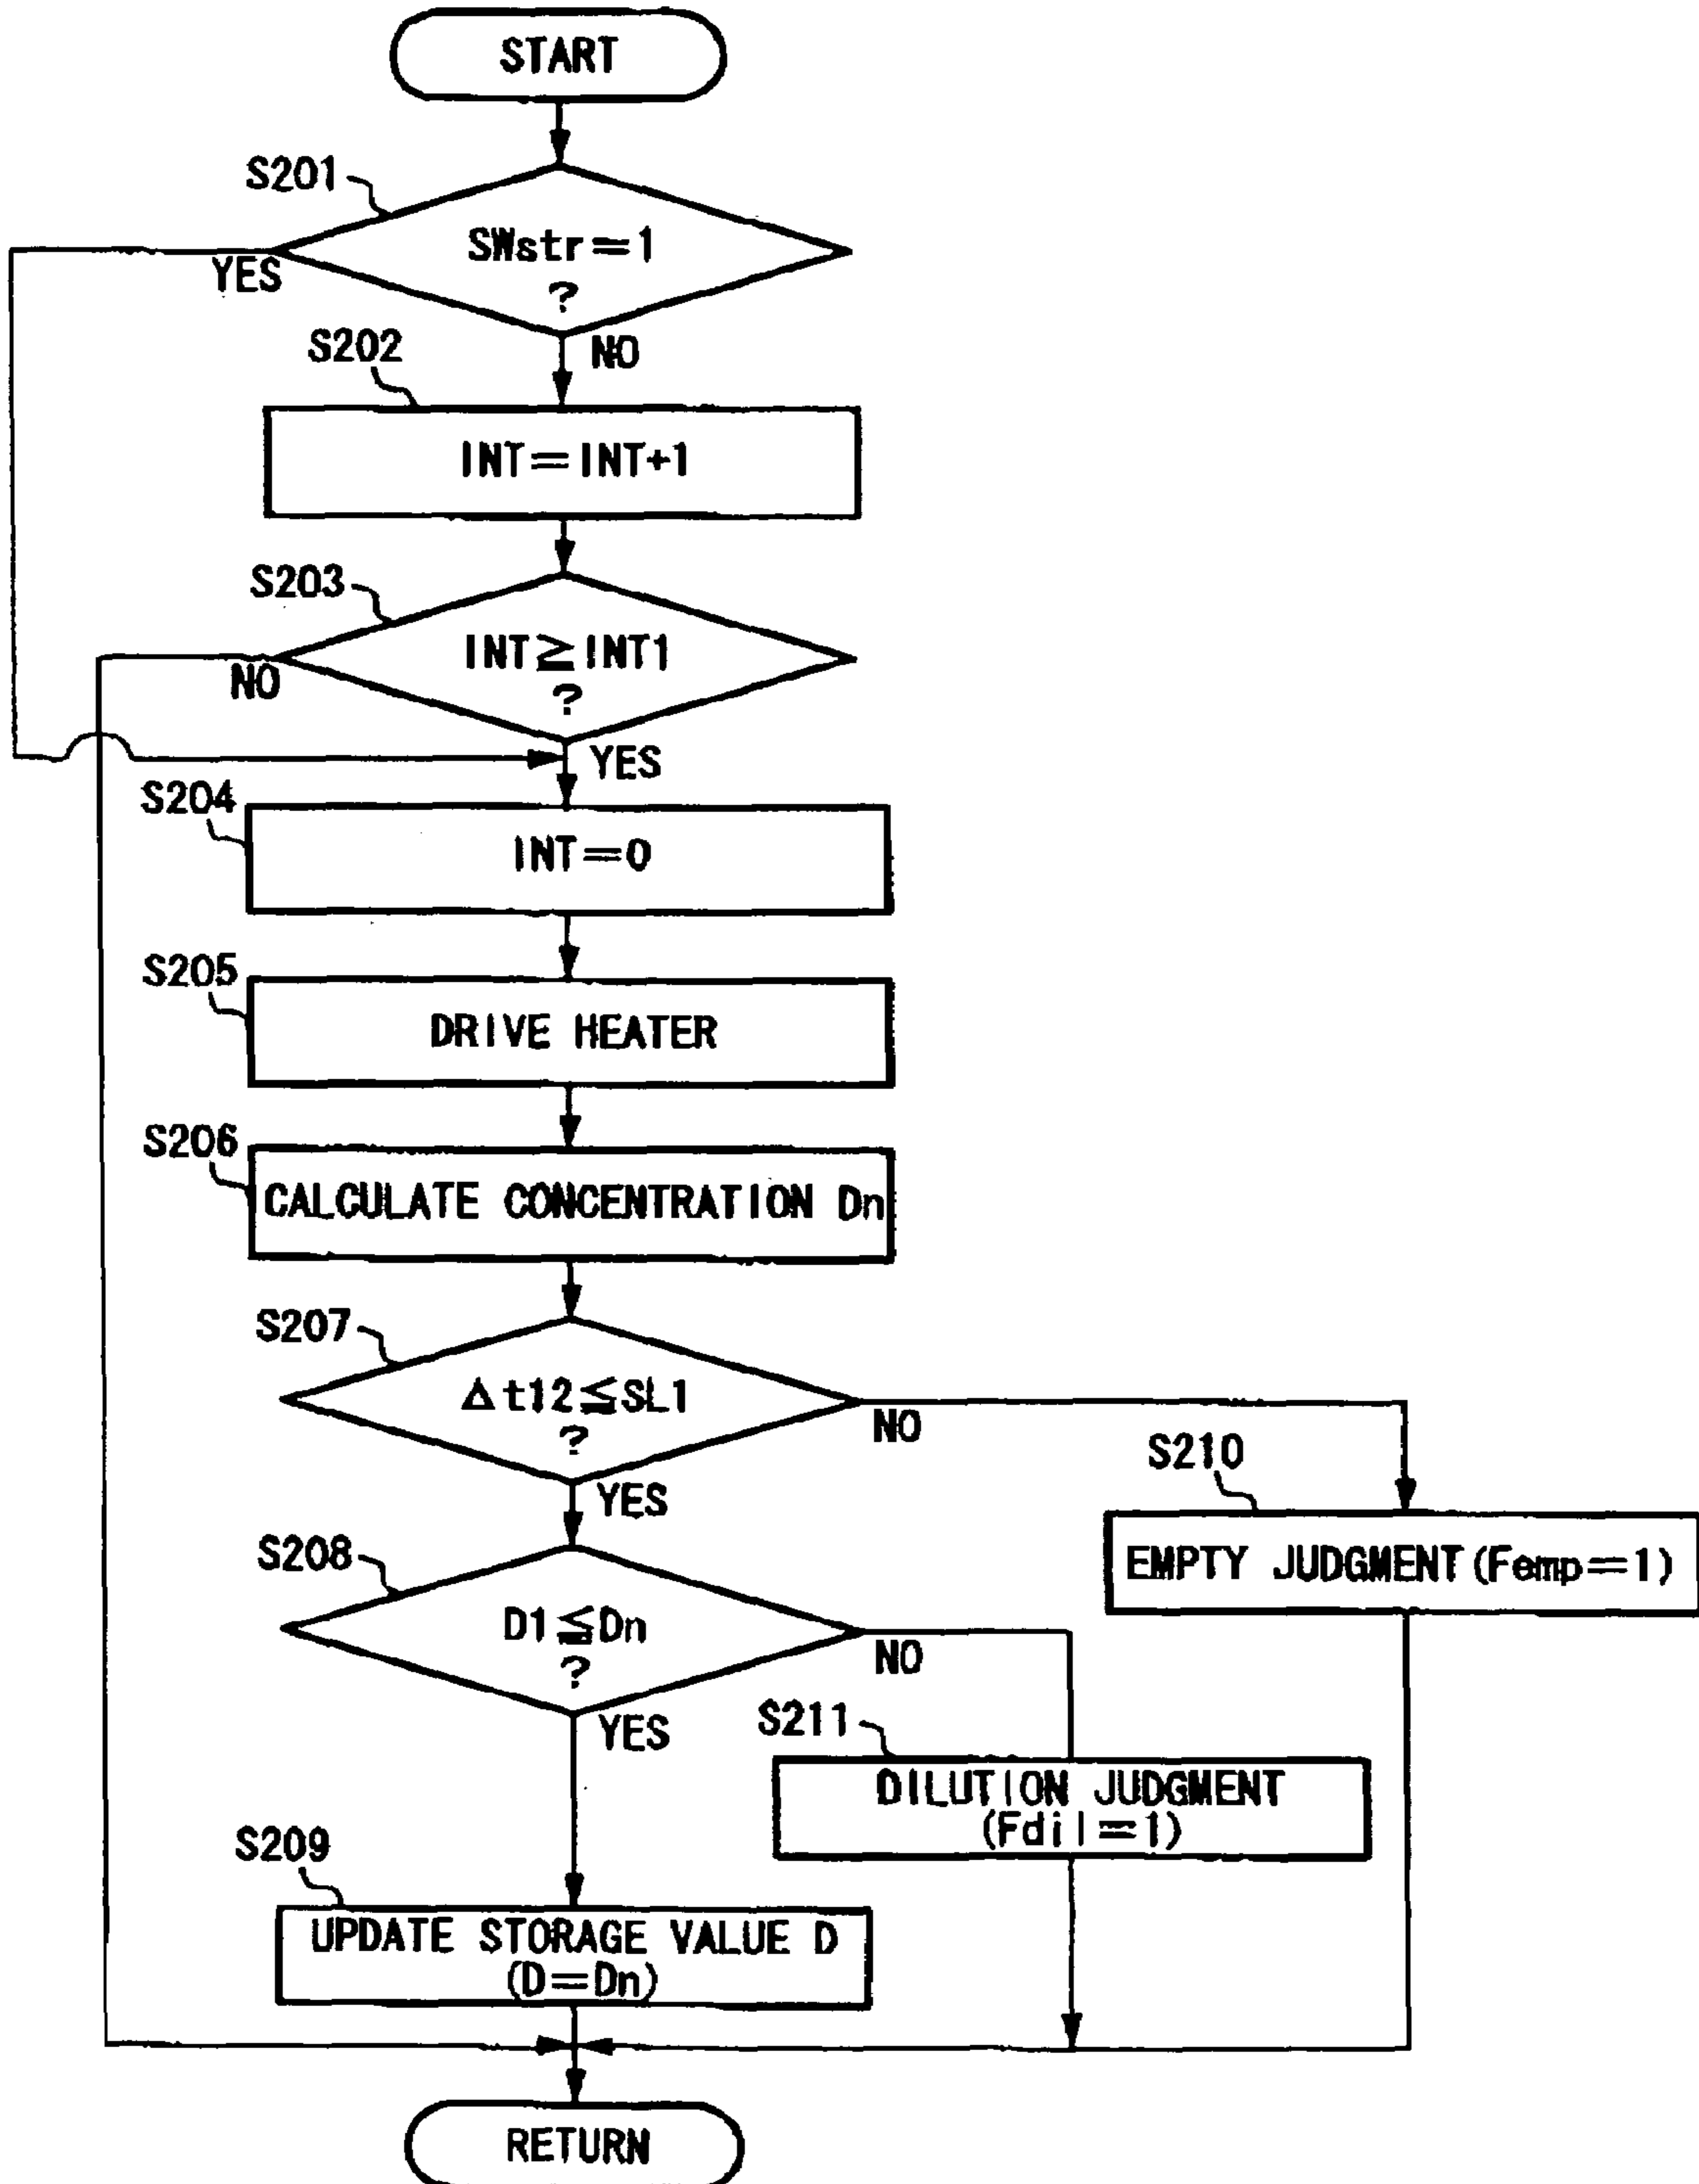 START
S201
SWstr=1
?
YES
NO
S202
INT=INT+1
S203
INT≧INT1
?
NO
YES
S204
INT=0
S205
DRIVE HEATER
S206
CALCULATE CONCENTRATION Dn
S207
Δt12≦SL1
?
NO
YES
S210
EMPTY JUDGMENT(Femp=1)
S208
D1≦Dn
?
NO
YES
S211
DILUTION JUDGMENT
(Fdil=1)
S209
UPDATE STORAGE VALUE D
(D=Dn)
RETURN